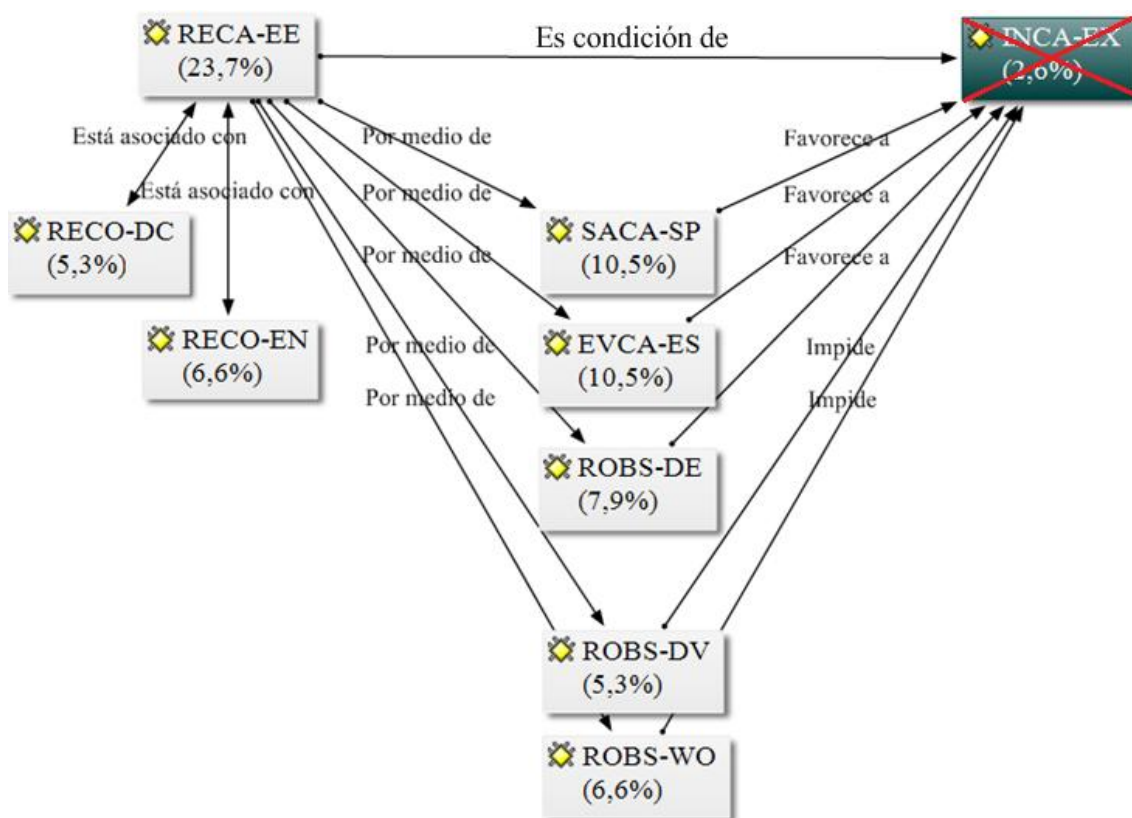 RECA-EE
(23,7%)
Es condición de
INCA-EX
(2,6%)
Está asociado con
Por medio de
Favorece a
Está asociado con
Por medio de
Favorece a
RECO-DC
(5,3%)
SACA-SP
(10,5%)
Por medio de
Favorece a
RECO-EN
(6,6%)
EVCA-ES
(10,5%)
Por medio de
Impide
Por medio de
Impide
ROBS-DE
(7,9%)
ROBS-DV
(5,3%)
ROBS-WO
(6,6%)